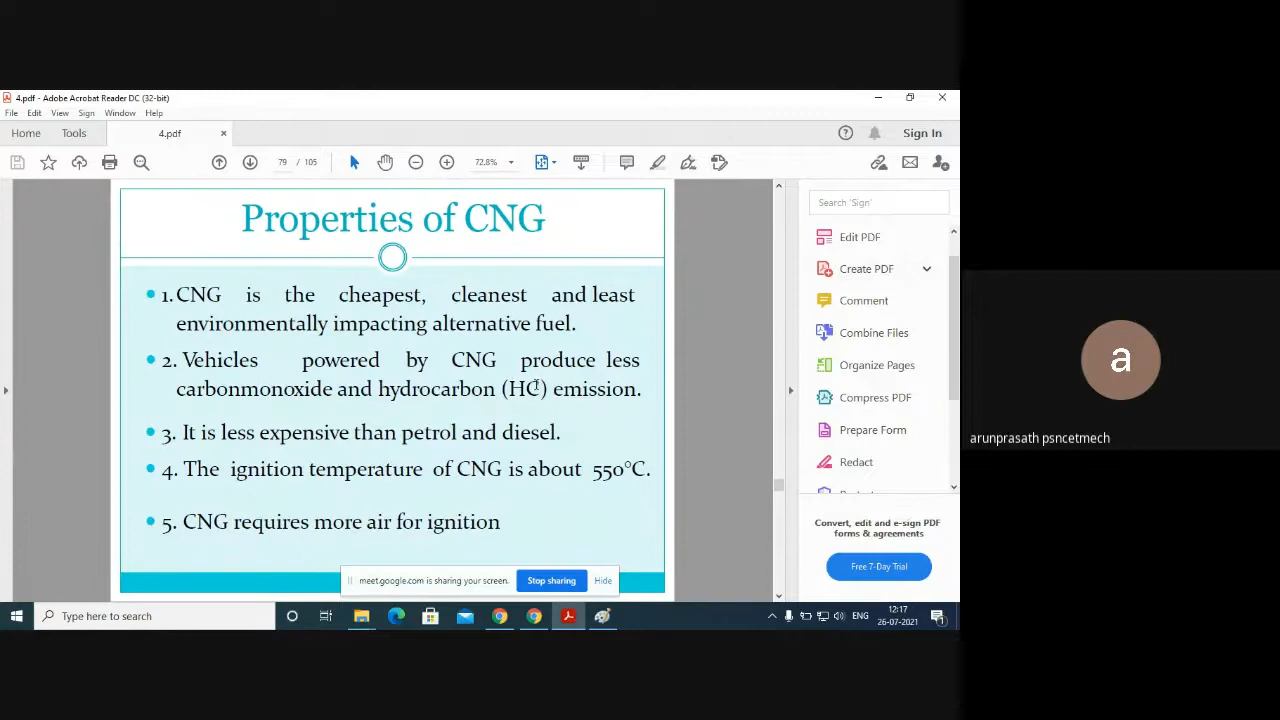 4.pdf - Adobe Acrobat Reader DC (32-bit)
File Edit View Sign Window Help
Home Tools 4.pdf × Sign In
79 / 105 72.8%
Properties of CNG
1. CNG is the cheapest, cleanest and least
environmentally impacting alternative fuel.
2. Vehicles powered by CNG produce less
carbonmonoxide and hydrocarbon (HC) emission.
3. It is less expensive than petrol and diesel.
4. The ignition temperature of CNG is about 550°C.
5. CNG requires more air for ignition
Search 'Sign'
Edit PDF
Create PDF
Comment
Combine Files
Organize Pages
Compress PDF
Prepare Form
Redact
Convert, edit and e-sign PDF
forms & agreements
Free 7-Day Trial
meet.google.com is sharing your screen. Stop sharing Hide
Type here to search
ENG
12:17
26-07-2021
1
a
arunprasath psncetmech